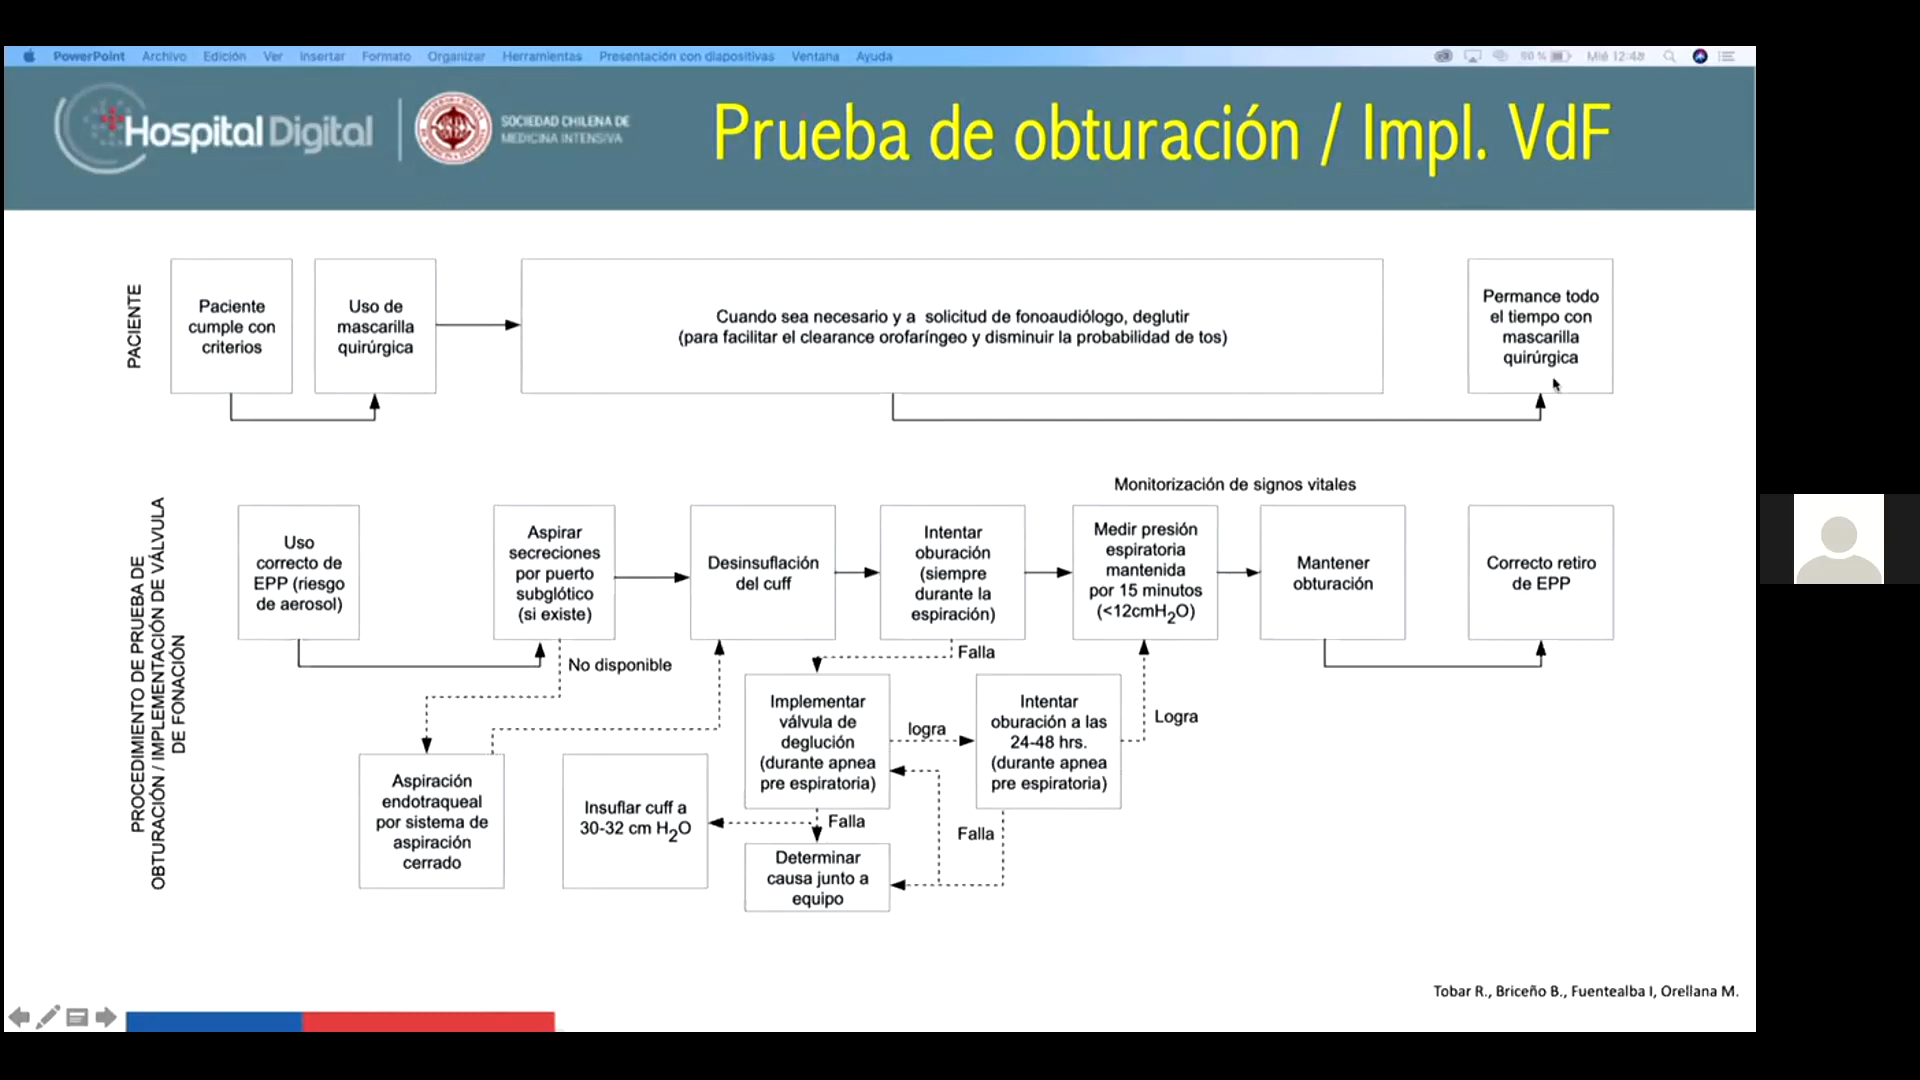 PowerPoint Archivo Edición Ver Insertar Formato Organizar Herramientas Presentación con diapositivas Ventana Ayuda
90 % Mié 12:48
Hospital Digital
SOCIEDAD CHILENA DE
MEDICINA INTENSIVA
Prueba de obturación / Impl. VdF
PACIENTE
Paciente
cumple con
criterios
Uso de
mascarilla
quirúrgica
Cuando sea necesario y a solicitud de fonoaudiólogo, deglutir
(para facilitar el clearance orofaríngeo y disminuir la probabilidad de tos)
Permance todo
el tiempo con
mascarilla
quirúrgica
PROCEDIMIENTO DE PRUEBA DE
OBTURACIÓN / IMPLEMENTACIÓN DE VÁLVULA
DE FONACIÓN
Monitorización de signos vitales
Uso
correcto de
EPP (riesgo
de aerosol)
Aspirar
secreciones
por puerto
subglótico
(si existe)
Desinsuflación
del cuff
Intentar
oburación
(siempre
durante la
espiración)
Medir presión
espiratoria
mantenida
por 15 minutos
(<12cmH2O)
Mantener
obturación
Correcto retiro
de EPP
No disponible
Falla
Implementar
válvula de
deglución
(durante apnea
pre espiratoria)
logra
Intentar
oburación a las
24-48 hrs.
(durante apnea
pre espiratoria)
Logra
Aspiración
endotraqueal
por sistema de
aspiración
cerrado
Insuflar cuff a
30-32 cm H2O
Falla
Falla
Determinar
causa junto a
equipo
Tobar R., Briceño B., Fuentealba I, Orellana M.